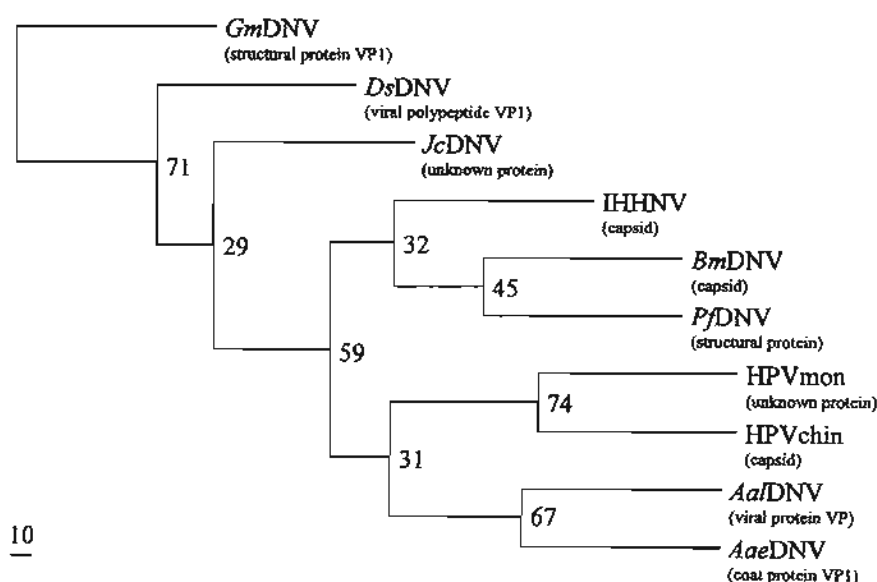 GmDNV
(structural protein VP1)
DsDNV
(viral polypeptide VP1)
71
JcDNV
(unknown protein)
29
IHHNV
(capsid)
32
BmDNV
(capsid)
45
PfDNV
(structural protein)
59
HPVmon
(unknown protein)
74
HPVchin
(capsid)
31
AalDNV
(viral protein VP)
67
AaeDNV
(coat protein VP1)
10